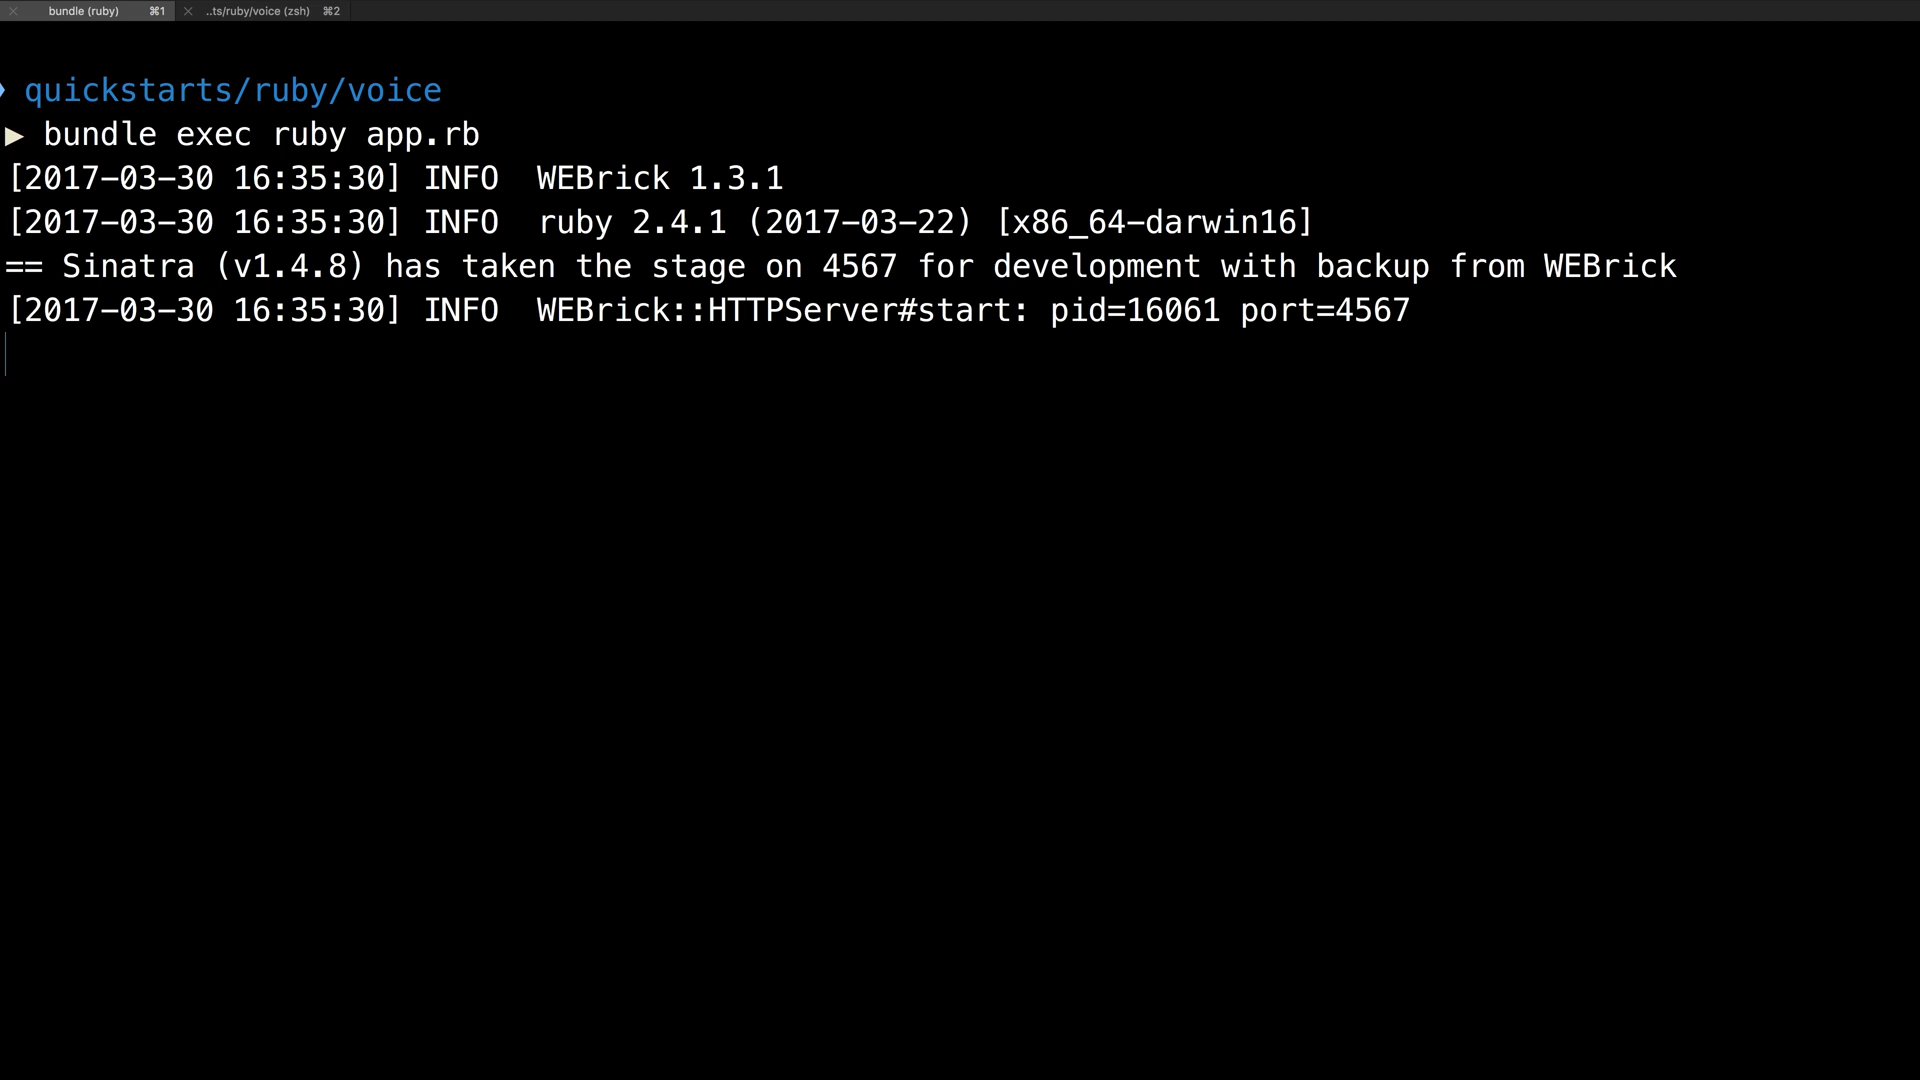 bundle (ruby) ⌘1 ..ts/ruby/voice (zsh) ⌘2
quickstarts/ruby/voice
▶ bundle exec ruby app.rb
[2017-03-30 16:35:30] INFO  WEBrick 1.3.1
[2017-03-30 16:35:30] INFO  ruby 2.4.1 (2017-03-22) [x86_64-darwin16]
== Sinatra (v1.4.8) has taken the stage on 4567 for development with backup from WEBrick
[2017-03-30 16:35:30] INFO  WEBrick::HTTPServer#start: pid=16061 port=4567